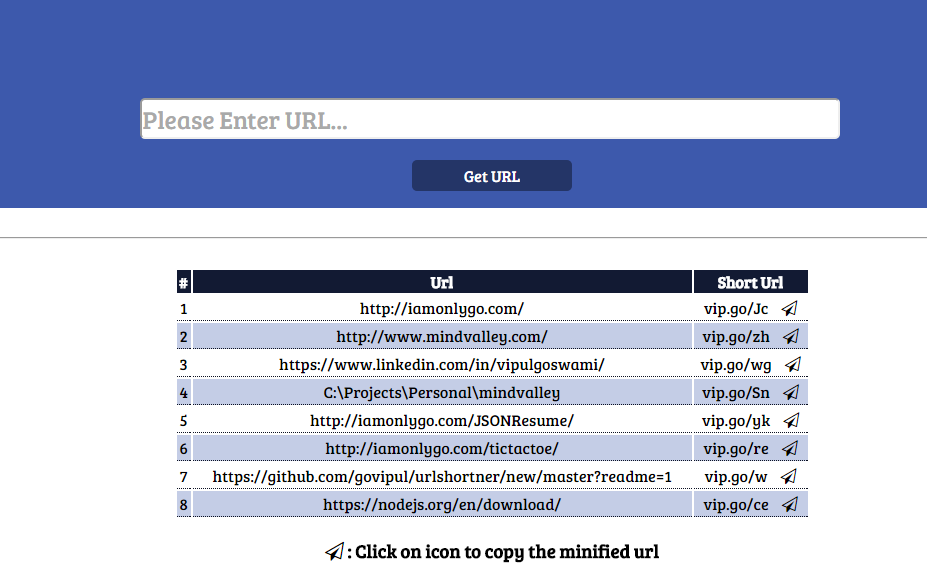 Please Enter URL...
Get URL
# Url Short Url
1 http://iamonlygo.com/ vip.go/Jc
2 http://www.mindvalley.com/ vip.go/zh
3 https://www.linkedin.com/in/vipulgoswami/ vip.go/wg
4 C:\Projects\Personal\mindvalley vip.go/Sn
5 http://iamonlygo.com/JSONResume/ vip.go/yk
6 http://iamonlygo.com/tictactoe/ vip.go/re
7 https://github.com/govipul/urlshortner/new/master?readme=1 vip.go/w
8 https://nodejs.org/en/download/ vip.go/ce
: Click on icon to copy the minified url